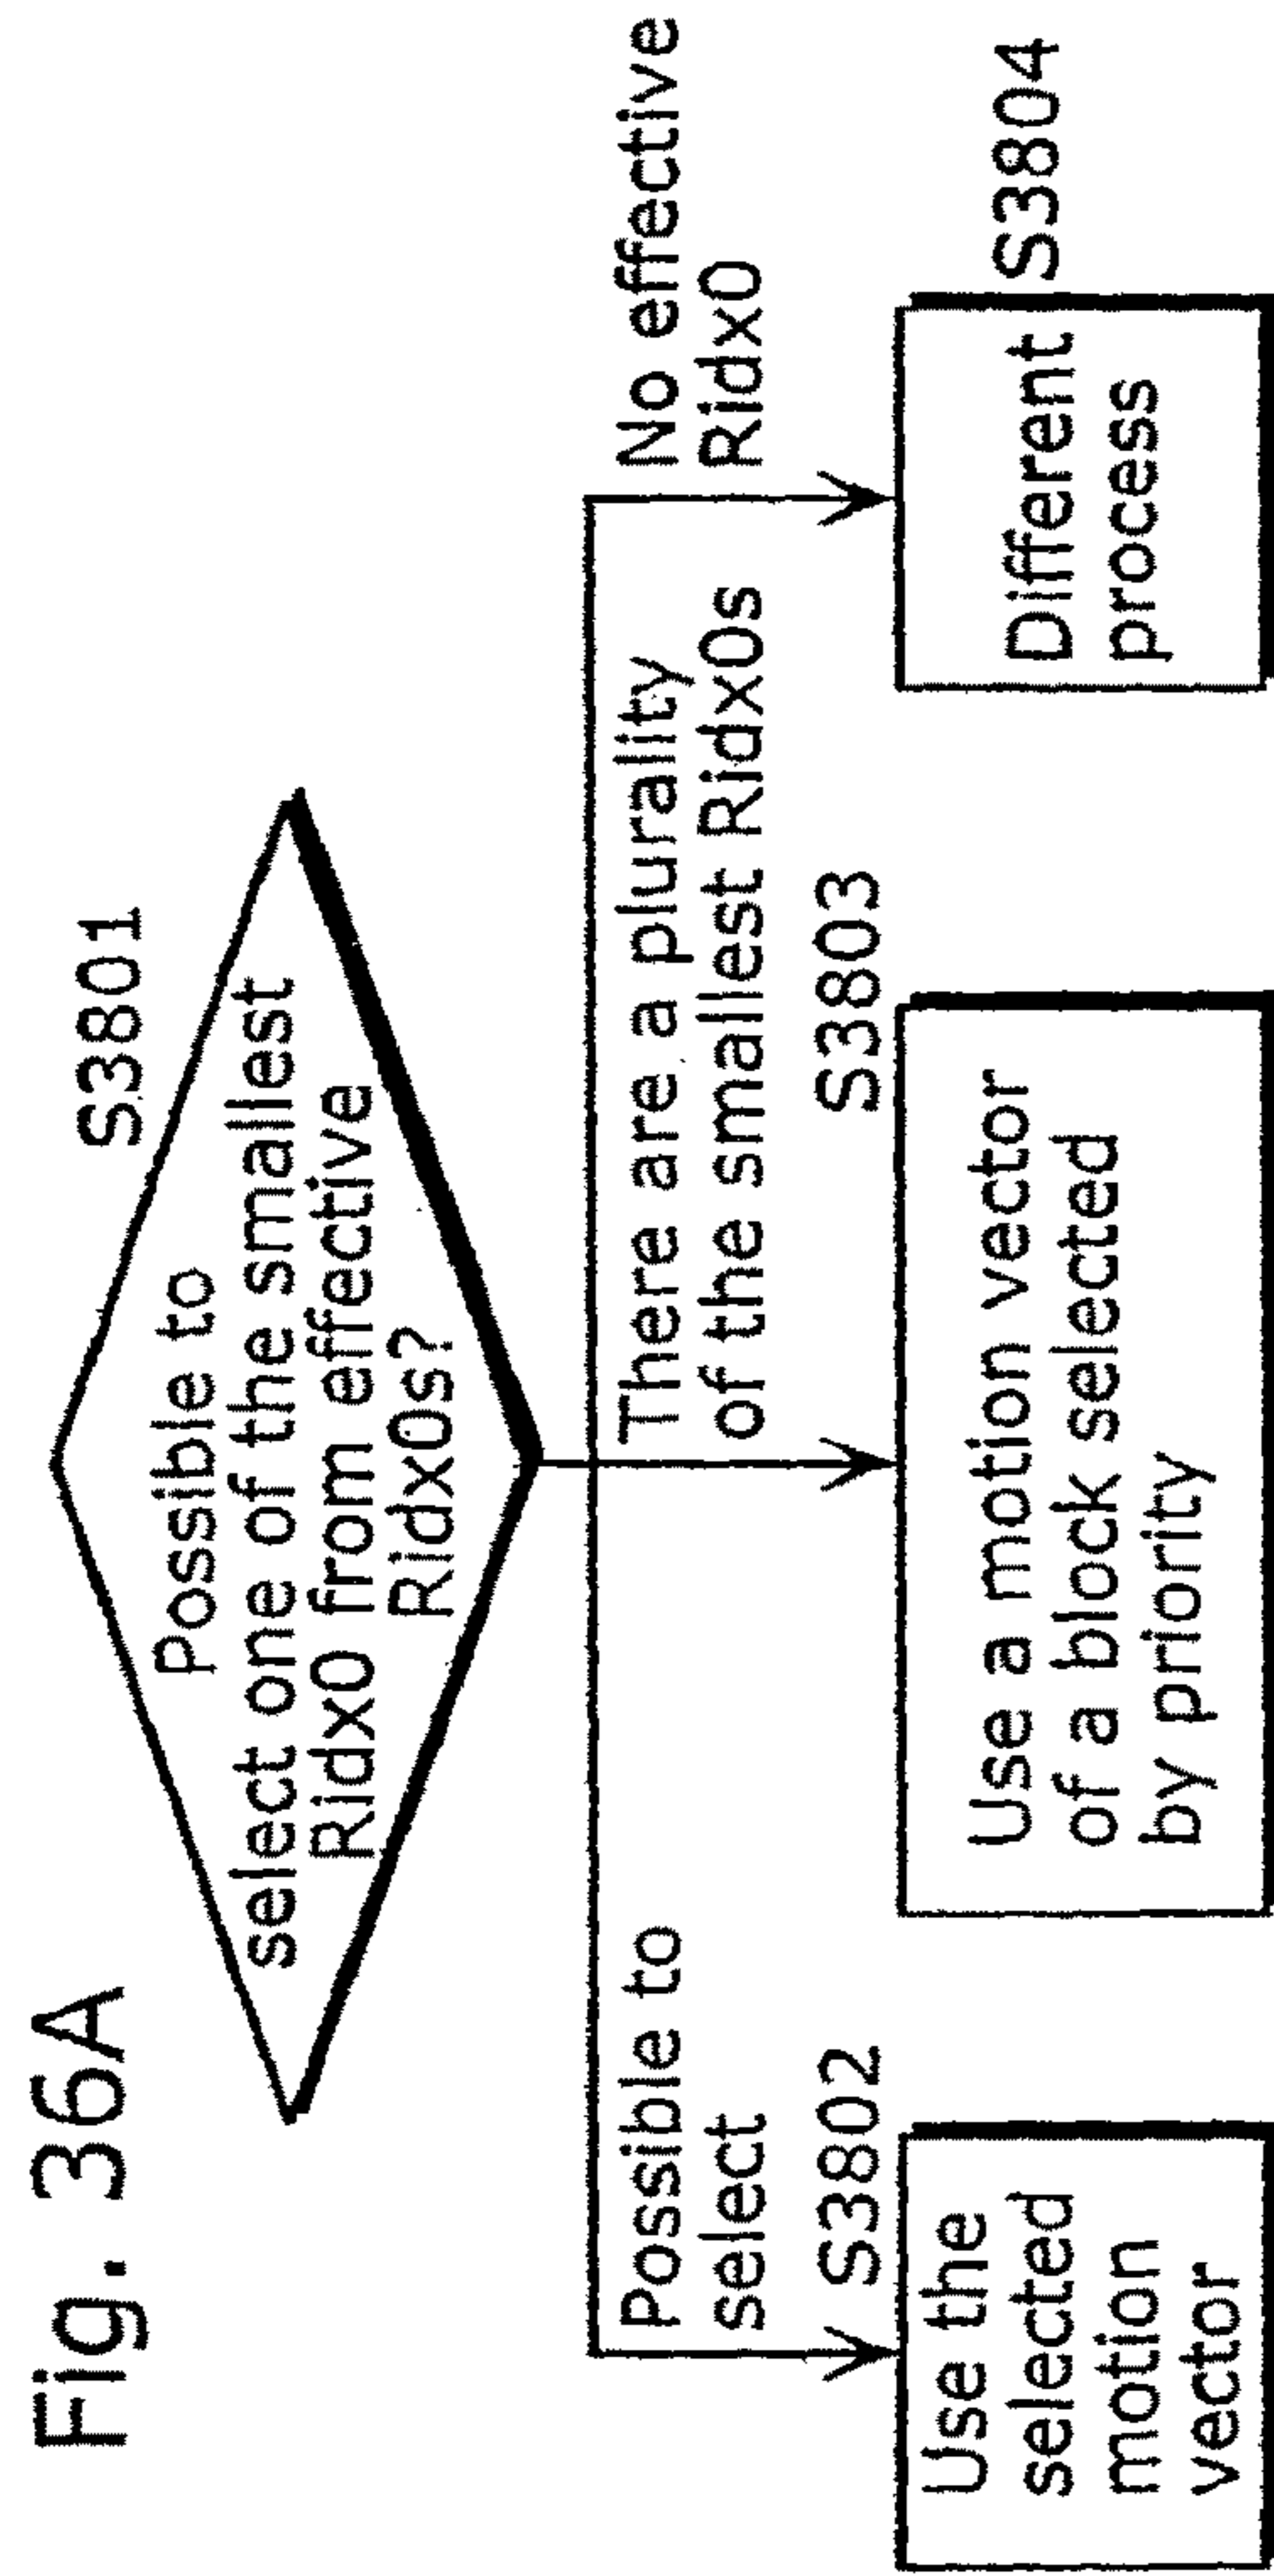 Fig. 36A
S3801
Possible to
select one of the smallest
Ridx0 from effective
Ridx0s?
Possible to
select
S3802
Use the
selected
motion
vector
There are a plurality
of the smallest Ridx0s
S3803
Use a motion vector
of a block selected
by priority
No effective
Ridx0
S3804
Different
process